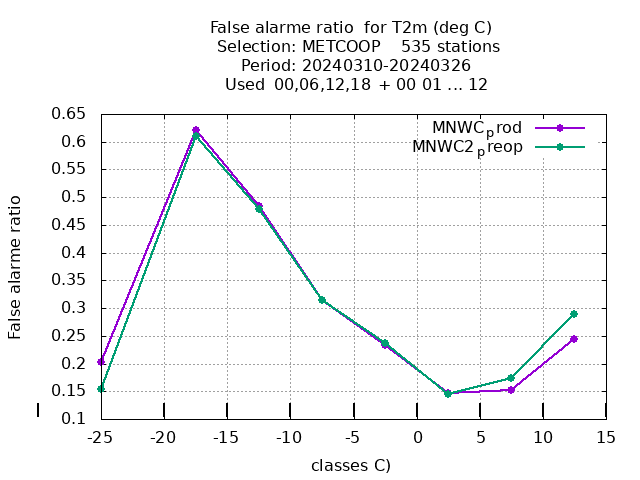 False alarme ratio  for T2m (deg C)
Selection: METCOOP    535 stations
Period: 20240310-20240326
Used  00,06,12,18 + 00 01 ... 12
MNWCprod
MNWC2preop
False alarme ratio
0.65
0.6
0.55
0.5
0.45
0.4
0.35
0.3
0.25
0.2
0.15
0.1
-25 -20 -15 -10 -5 0 5 10 15
classes C)